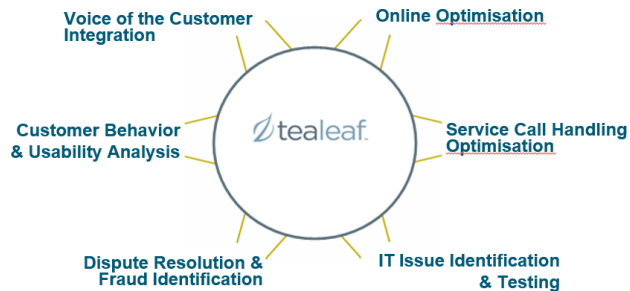 Voice of the Customer
Integration
Online Optimisation
Customer Behavior
& Usability Analysis
tealeaf™
Service Call Handling
Optimisation
Dispute Resolution &
Fraud Identification
IT Issue Identification
& Testing